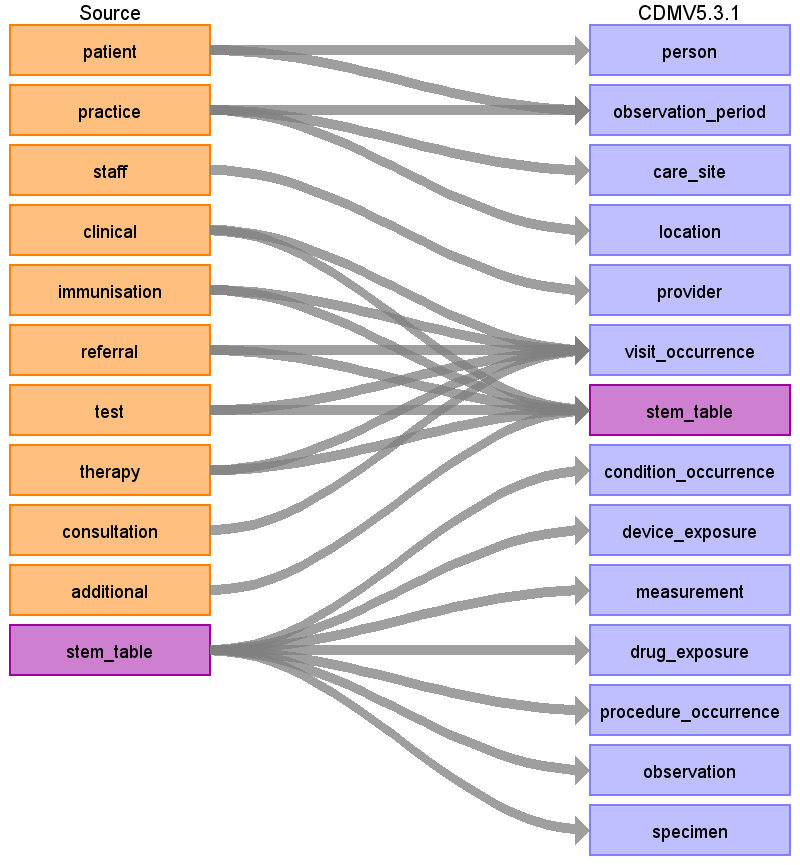 Source
CDMV5.3.1
patient
person
practice
observation_period
staff
care_site
clinical
location
immunisation
provider
referral
visit_occurrence
test
stem_table
therapy
condition_occurrence
consultation
device_exposure
additional
measurement
stem_table
drug_exposure
procedure_occurrence
observation
specimen